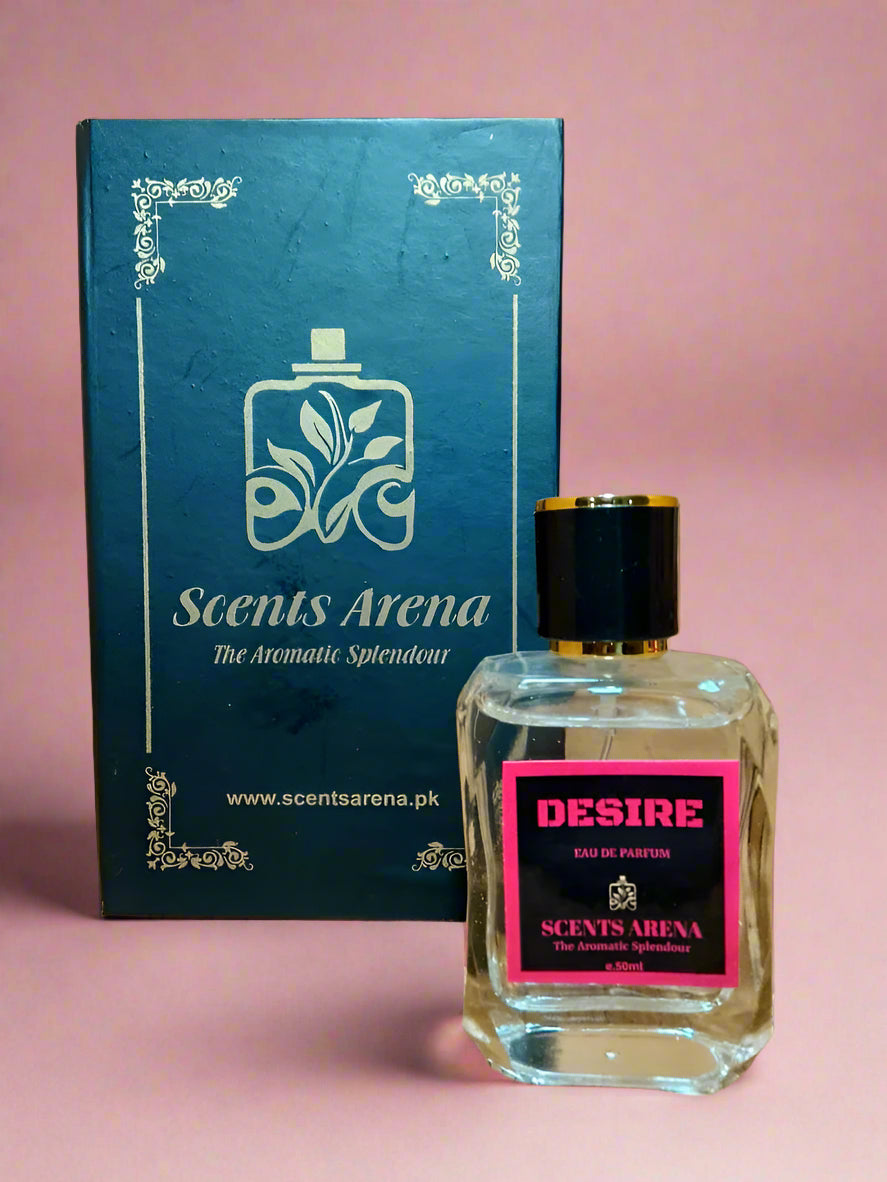 Scents Arena
The Aromatic Splendour
www.scentsarena.pk
DESIRE
EAU DE PARFUM
SCENTS ARENA
The Aromatic Splendour
e.50ml